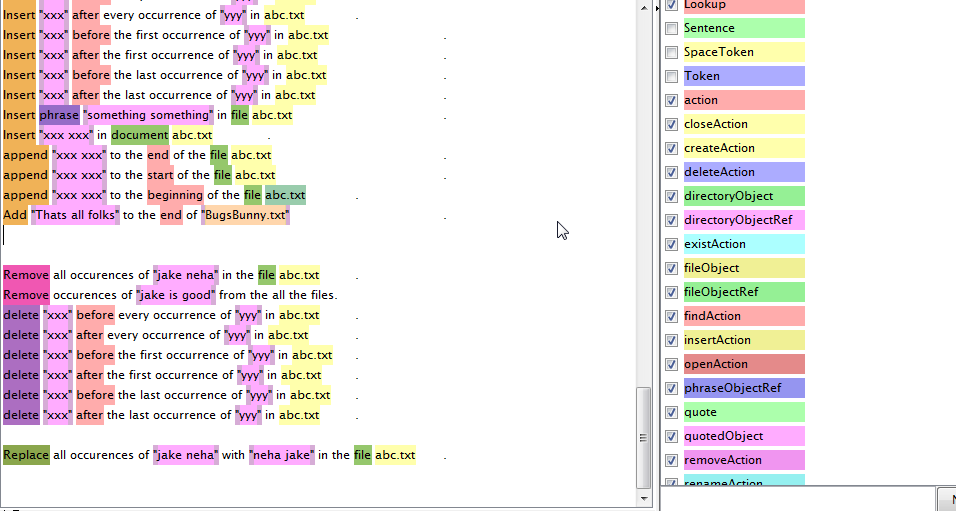 Insert "xxx" after every occurrence of "yyy" in abc.txt .
Insert "xxx" before the first occurrence of "yyy" in abc.txt .
Insert "xxx" after the first occurrence of "yyy" in abc.txt .
Insert "xxx" before the last occurrence of "yyy" in abc.txt .
Insert "xxx" after the last occurrence of "yyy" in abc.txt .
Insert phrase "something something" in file abc.txt .
Insert "xxx xxx" in document abc.txt .
append "xxx xxx" to the end of the file abc.txt .
append "xxx xxx" to the start of the file abc.txt .
append "xxx xxx" to the beginning of the file abc.txt .
Add "Thats all folks" to the end of "BugsBunny.txt" .
Remove all occurences of "jake neha" in the file abc.txt .
Remove occurences of "jake is good" from the all the files.
delete "xxx" before every occurrence of "yyy" in abc.txt .
delete "xxx" after every occurrence of "yyy" in abc.txt .
delete "xxx" before the first occurrence of "yyy" in abc.txt .
delete "xxx" after the first occurrence of "yyy" in abc.txt .
delete "xxx" before the last occurrence of "yyy" in abc.txt .
delete "xxx" after the last occurrence of "yyy" in abc.txt .
Replace all occurences of "jake neha" with "neha jake" in the file abc.txt .
Lookup
Sentence
SpaceToken
Token
action
closeAction
createAction
deleteAction
directoryObject
directoryObjectRef
existAction
fileObject
fileObjectRef
findAction
insertAction
openAction
phraseObjectRef
quote
quotedObject
removeAction
renameAction